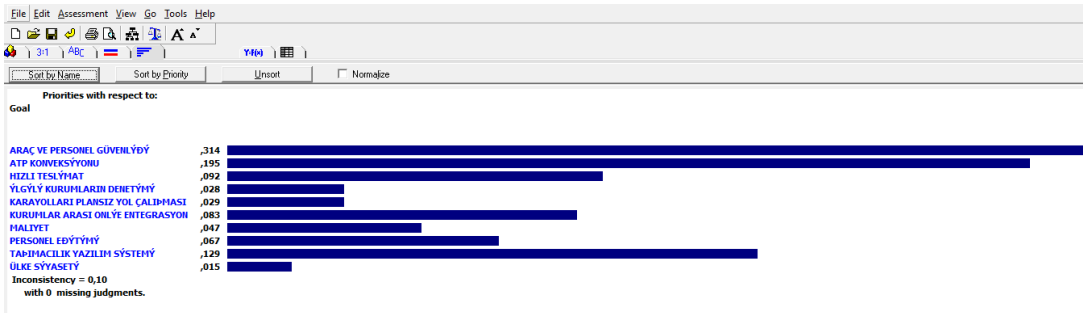 File Edit Assessment View Go Tools Help
A A
3:1 ABC Y=F(x)
Sort by Name Sort by Priority Unsort Normalize
Priorities with respect to:
Goal
ARAÇ VE PERSONEL GÜVENLÝÐÝ ,314
ATP KONVEKSÝYONU ,195
HIZLI TESLÝMAT ,092
ÝLGÝLÝ KURUMLARIN DENETÝMÝ ,028
KARAYOLLARI PLANSIZ YOL ÇALIÞMASI ,029
KURUMLAR ARASI ONLÝE ENTEGRASYON ,083
MALIYET ,047
PERSONEL EÐÝTÝMÝ ,067
TAÞIMACILIK YAZILIM SÝSTEMÝ ,129
ÜLKE SÝYASETÝ ,015
Inconsistency = 0,10
with 0 missing judgments.